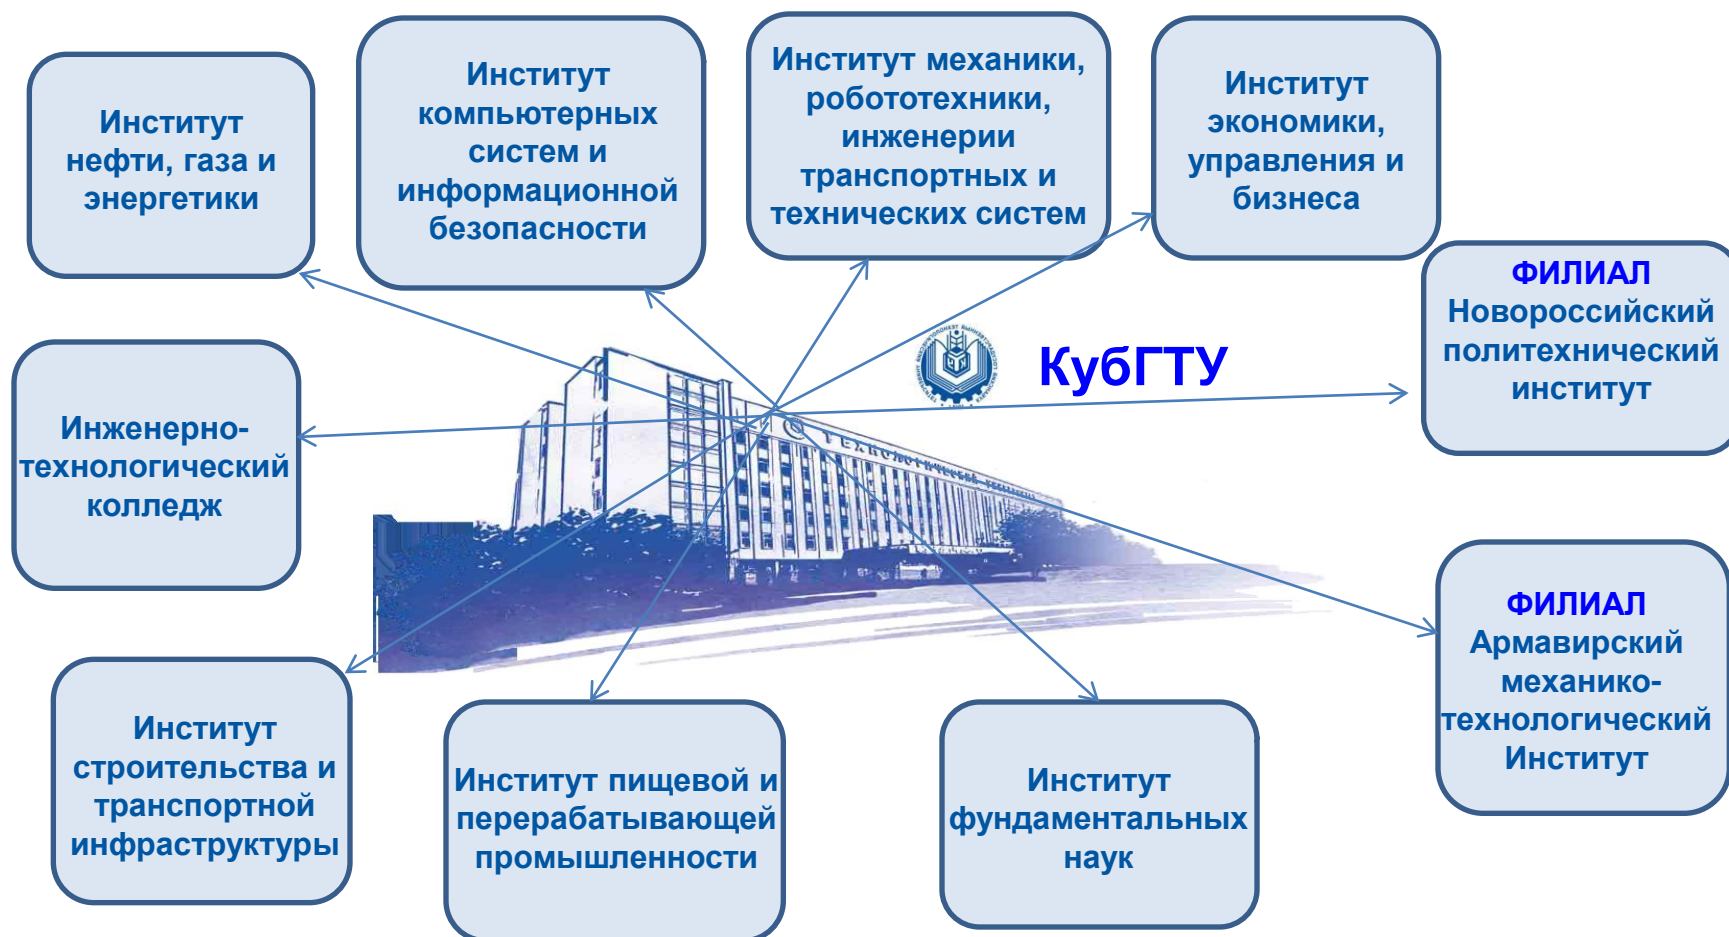 Институт
нефти, газа и
энергетики
Институт
компьютерных
систем и
информационной
безопасности
Институт механики,
робототехники,
инженерии
транспортных и
технических систем
Институт
экономики,
управления и
бизнеса
ФИЛИАЛ
Новороссийский
политехнический
институт
КубГТУ
Инженерно-
технологический
колледж
ТЕХНОЛОГИЧЕСКИЙ
ФИЛИАЛ
Армавирский
механико-
технологический
Институт
Институт
строительства и
транспортной
инфраструктуры
Институт пищевой и
перерабатывающей
промышленности
Институт
фундаментальных
наук